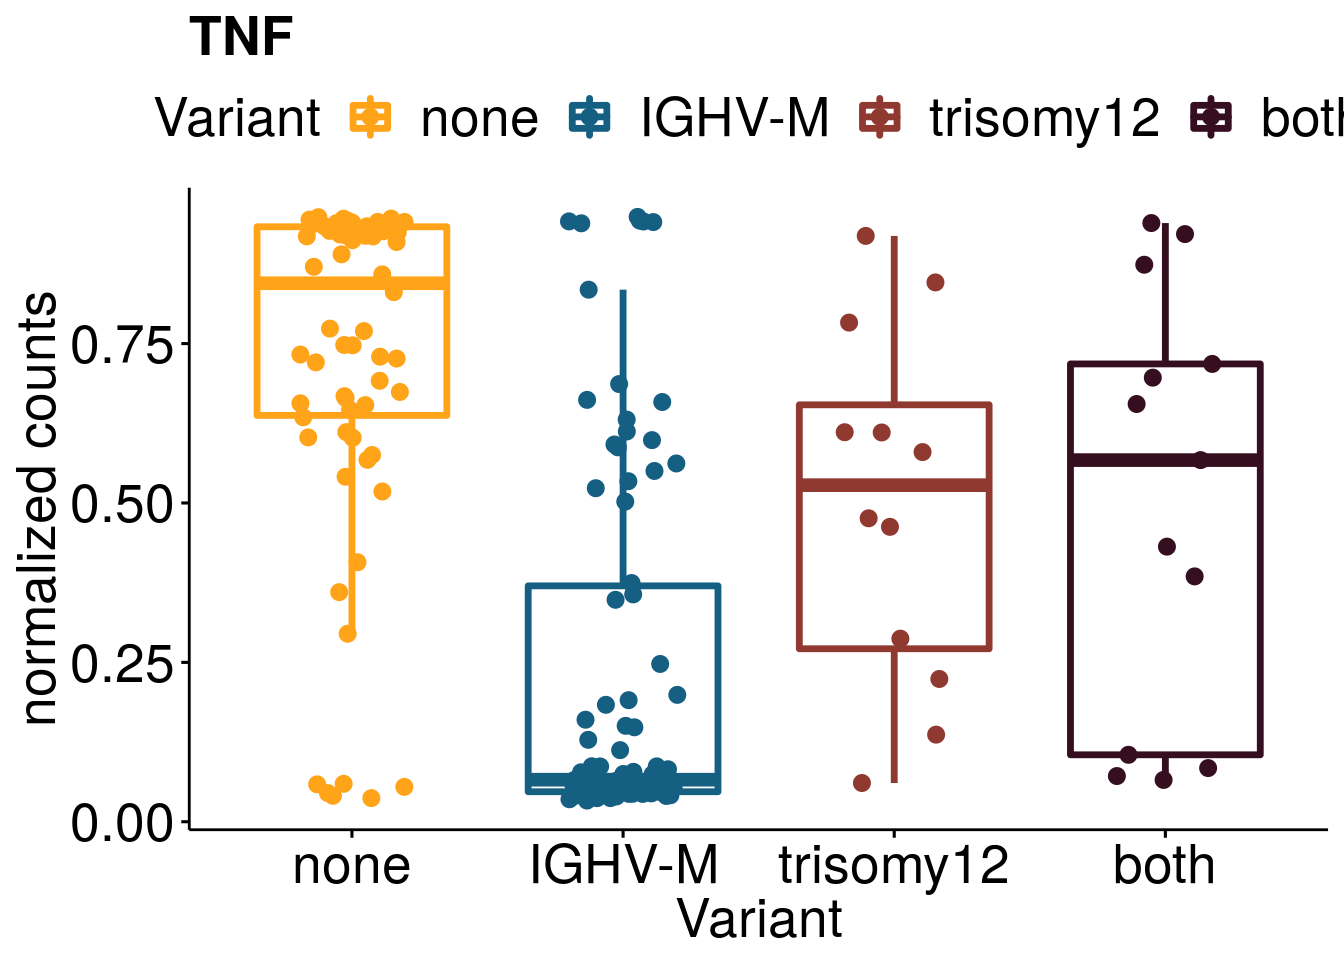 TNF
Variant none IGHV-M trisomy12 both
normalized counts
0.75
0.50
0.25
0.00
none IGHV-M trisomy12 both
Variant